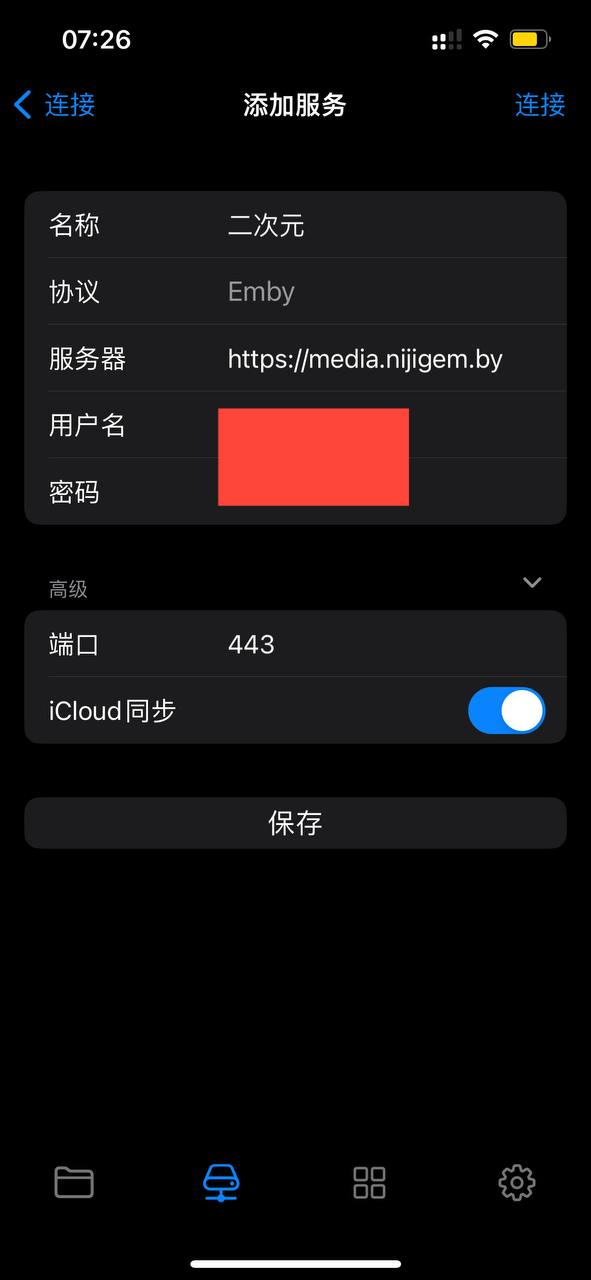 07:26
连接
添加服务
连接
名称 二次元
协议 Emby
服务器 https://media.nijigem.by
用户名
密码
高级
端口 443
iCloud同步
保存